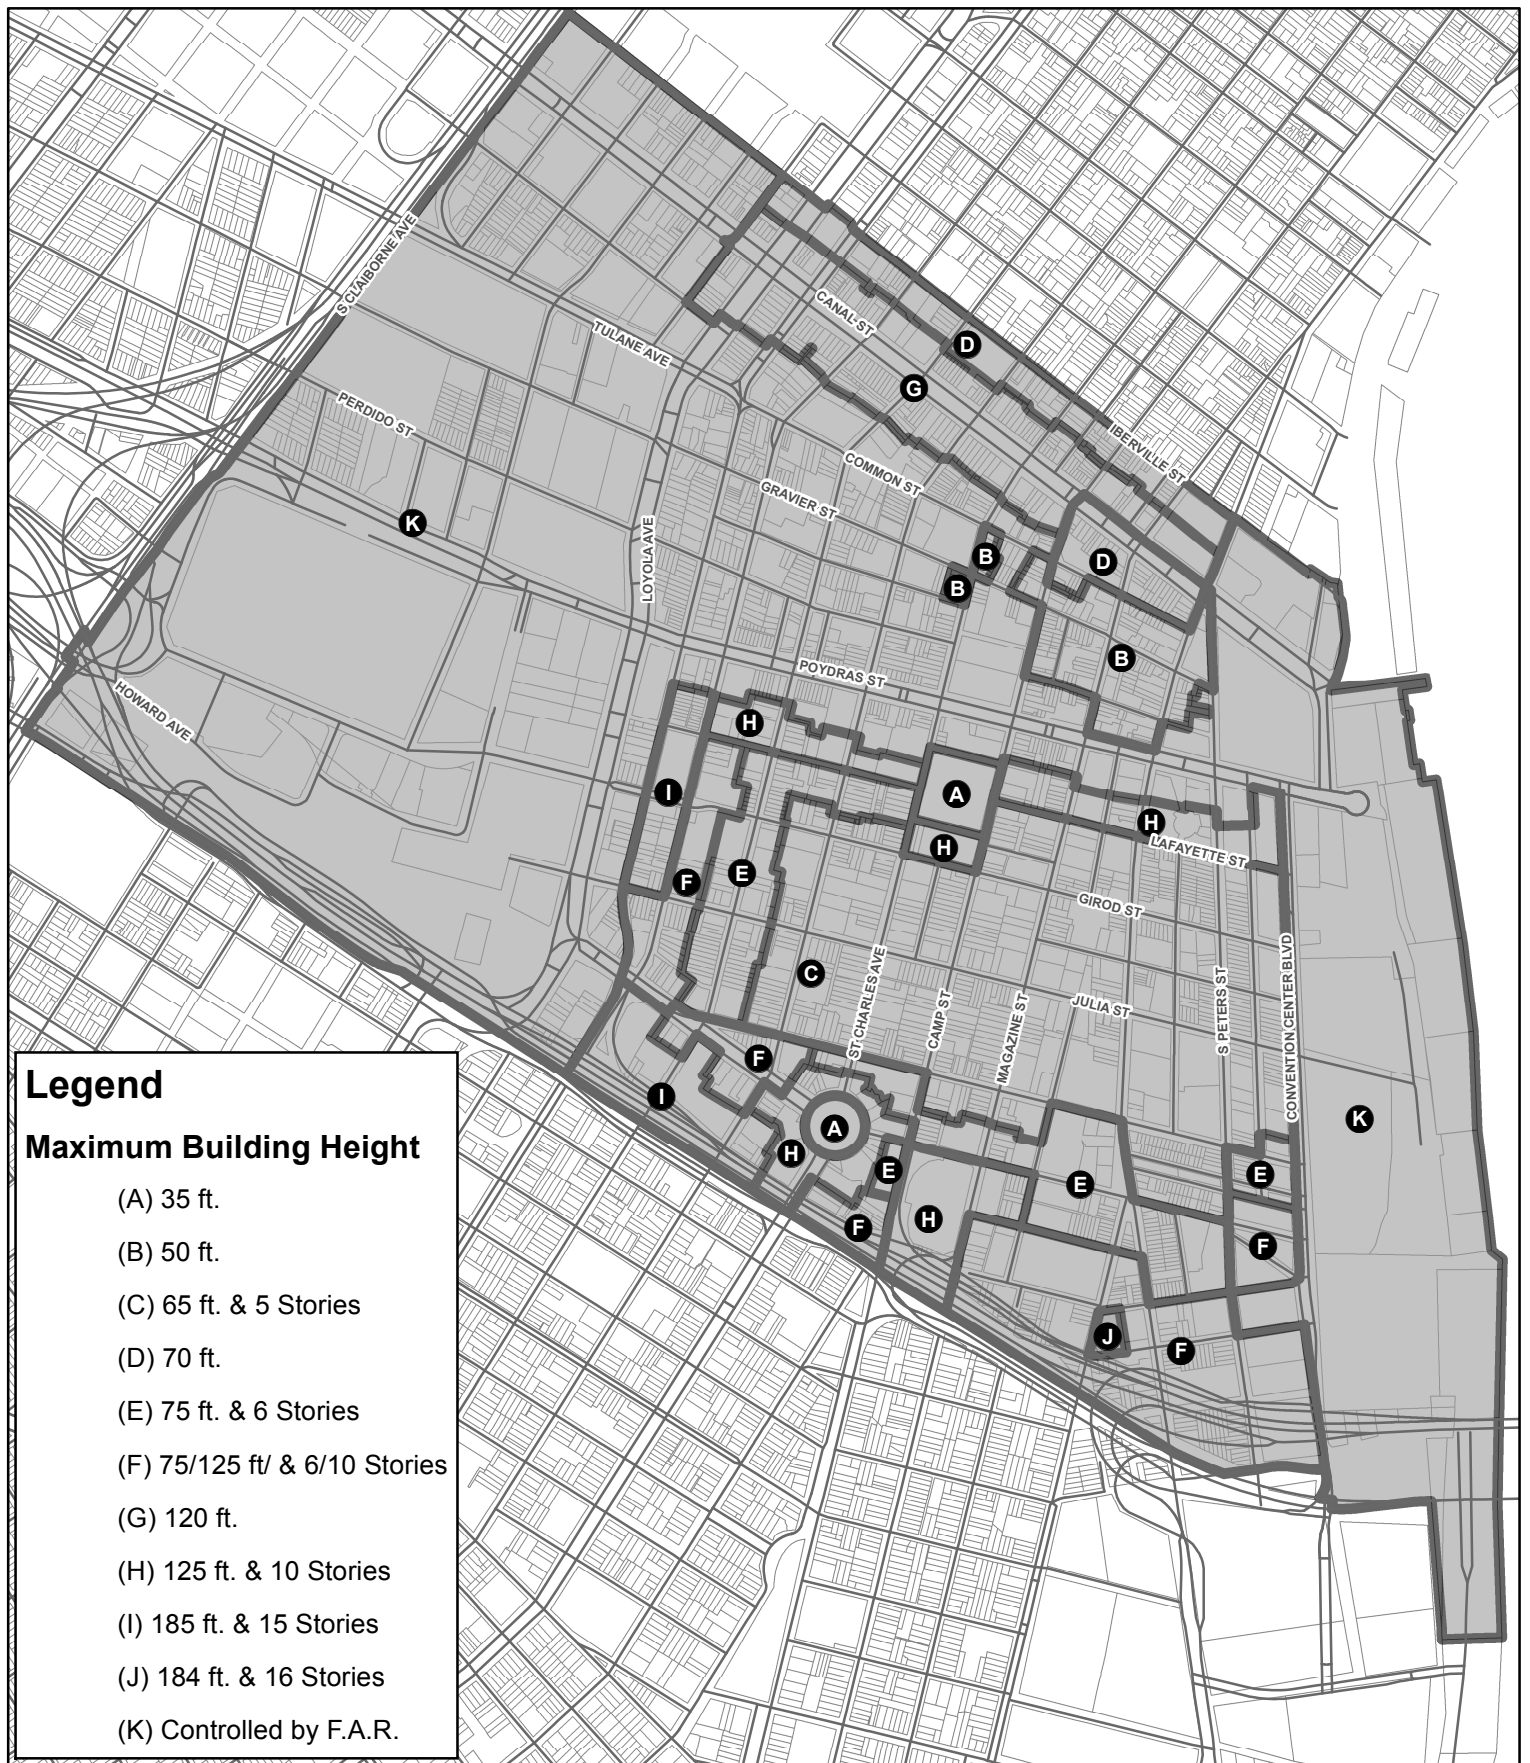 S CLAIBORNE AVE
CANAL ST
D
TULANE AVE
G
PERDIDO ST
IBERVILLE ST
COMMON ST
GRAVIER ST
K
LOYOLA AVE
B
D
B
B
POYDRAS ST
HOWARD AVE
H
I
A
H
H
LAFAYETTE ST
E
F
GIROD ST
C
ST CHARLES AVE
CAMP ST
MAGAZINE ST
JULIA ST
S PETERS ST
CONVENTION CENTER BLVD
F
I
K
A
H
E
E
E
H
F
F
J
F
Legend
Maximum Building Height
(A) 35 ft.
(B) 50 ft.
(C) 65 ft. & 5 Stories
(D) 70 ft.
(E) 75 ft. & 6 Stories
(F) 75/125 ft/ & 6/10 Stories
(G) 120 ft.
(H) 125 ft. & 10 Stories
(I) 185 ft. & 15 Stories
(J) 184 ft. & 16 Stories
(K) Controlled by F.A.R.